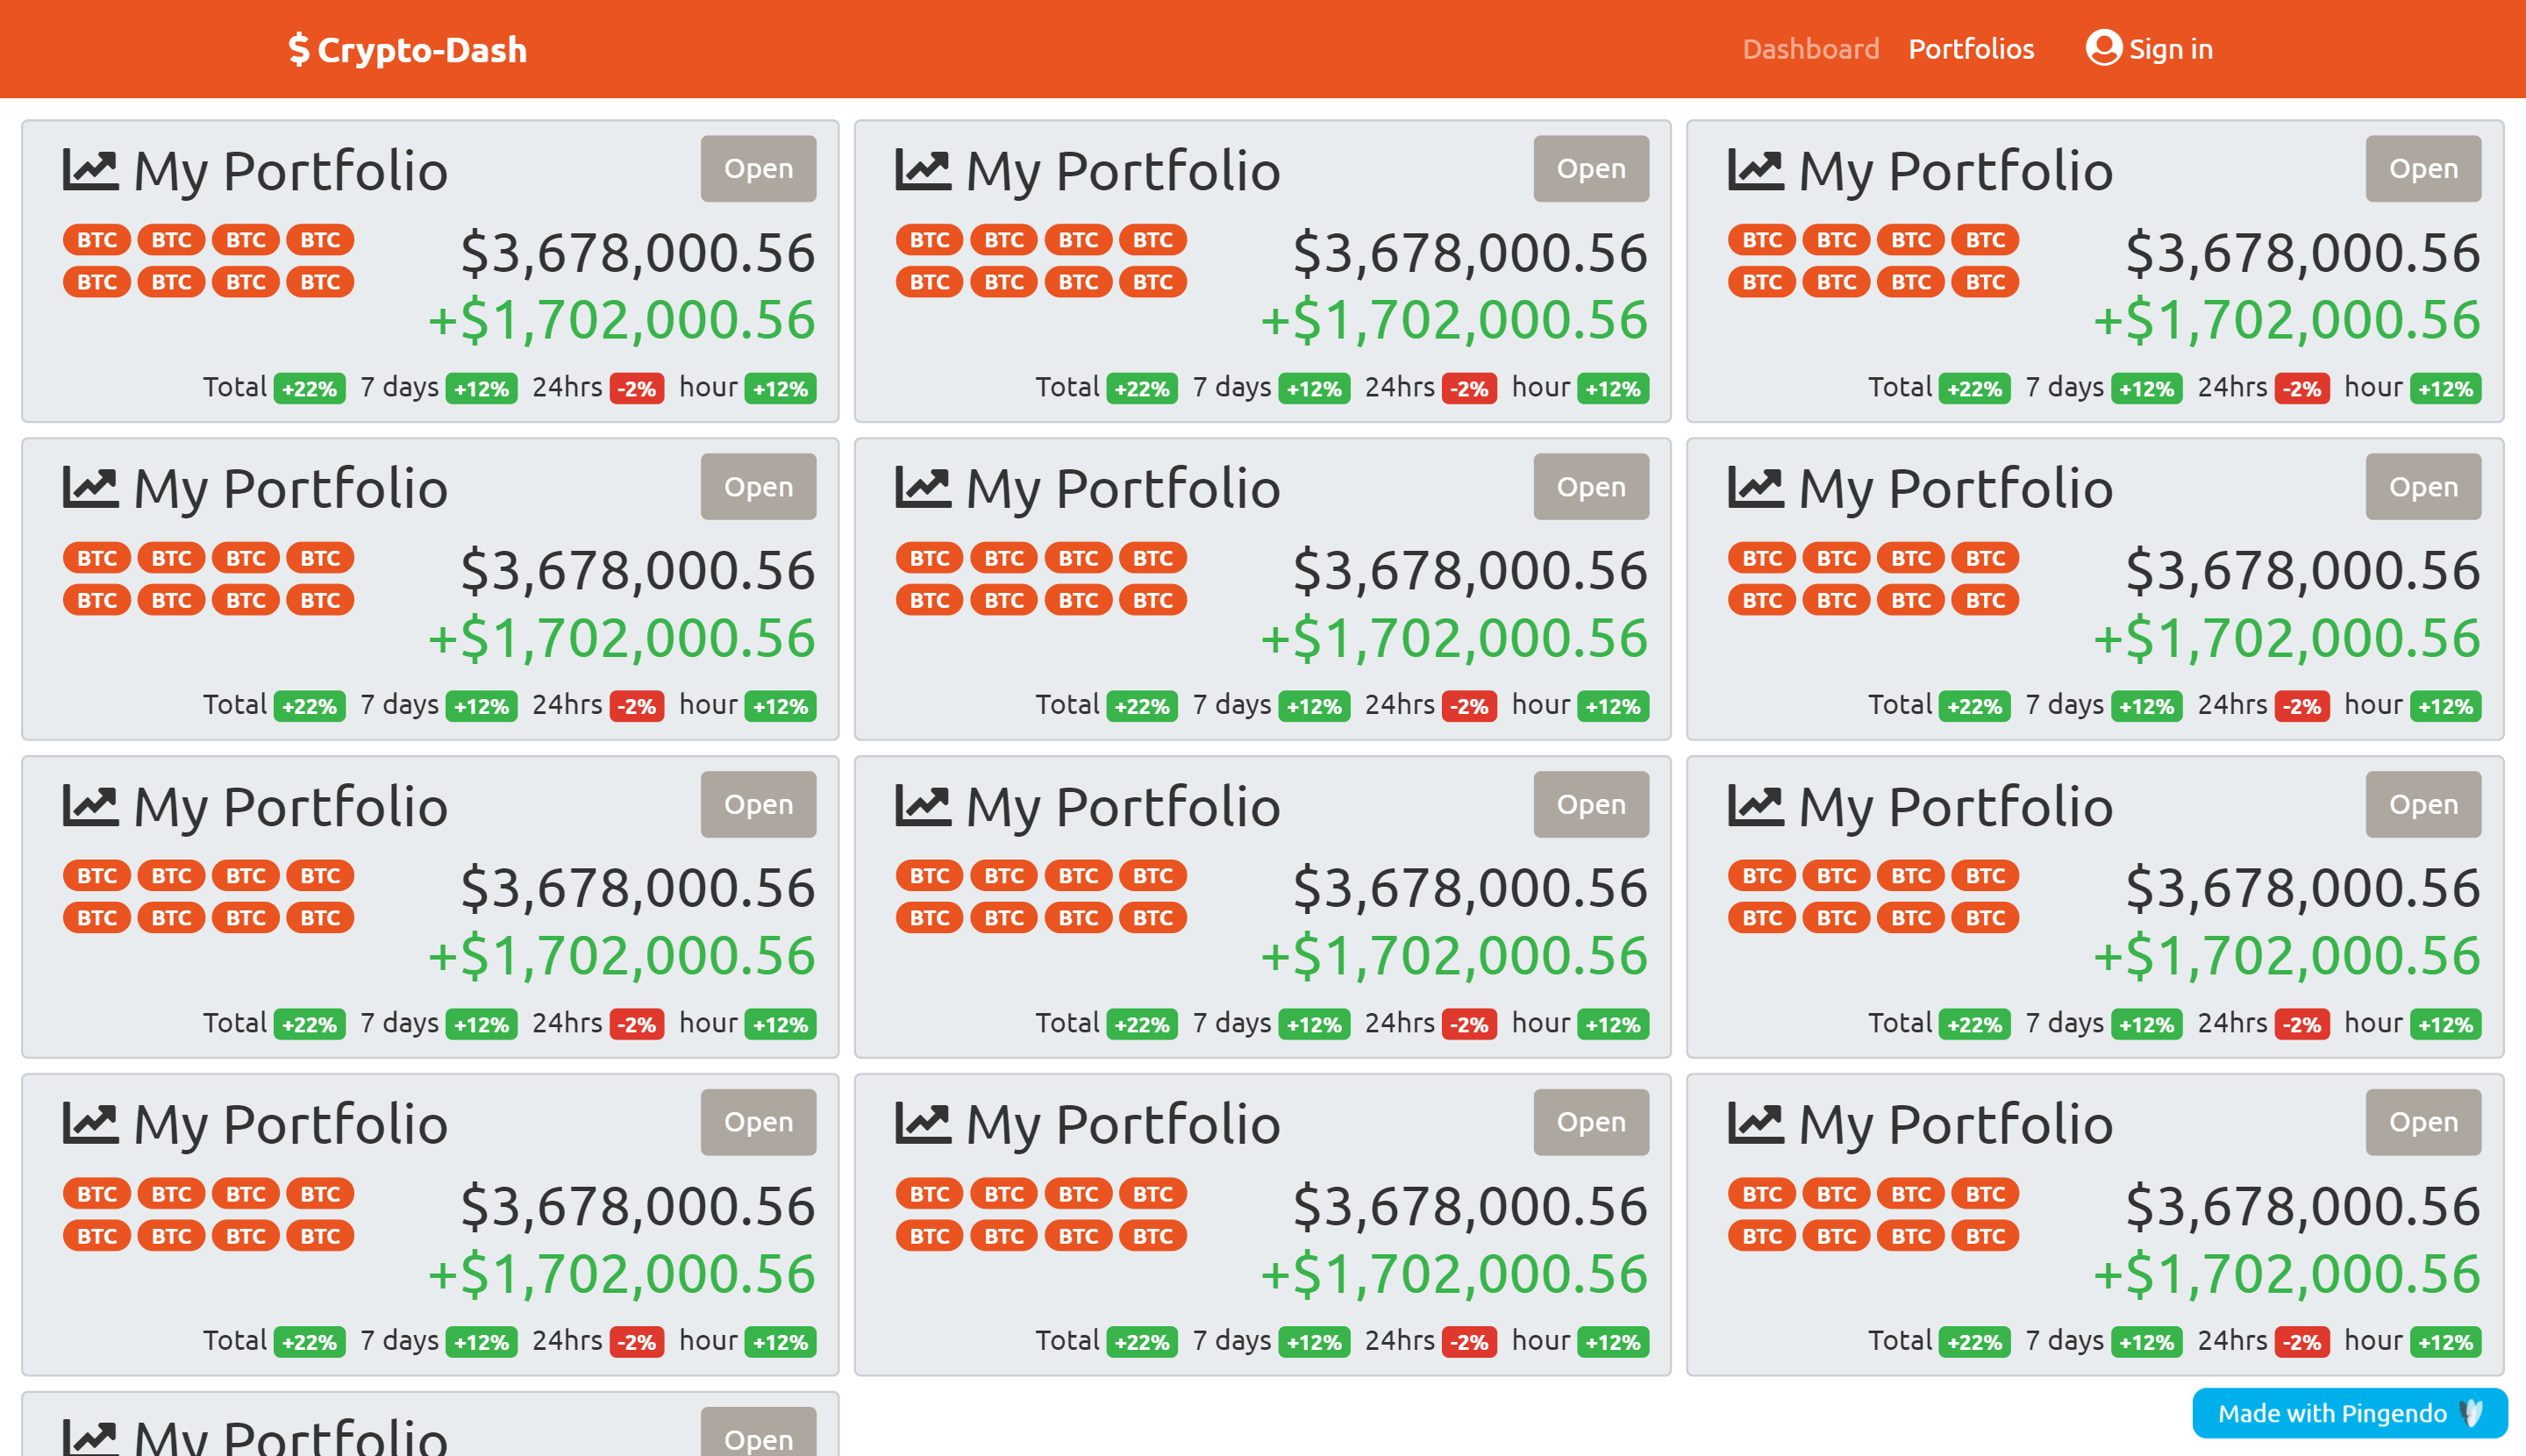 $ Crypto-Dash Dashboard Portfolios Sign in
My Portfolio Open My Portfolio Open My Portfolio Open
BTC BTC BTC BTC $3,678,000.56 BTC BTC BTC BTC $3,678,000.56 BTC BTC BTC BTC $3,678,000.56
BTC BTC BTC BTC BTC BTC BTC BTC BTC BTC BTC BTC
+$1,702,000.56 +$1,702,000.56 +$1,702,000.56
Total +22% 7 days +12% 24hrs -2% hour +12% Total +22% 7 days +12% 24hrs -2% hour +12% Total +22% 7 days +12% 24hrs -2% hour +12%
My Portfolio Open My Portfolio Open My Portfolio Open
BTC BTC BTC BTC $3,678,000.56 BTC BTC BTC BTC $3,678,000.56 BTC BTC BTC BTC $3,678,000.56
BTC BTC BTC BTC BTC BTC BTC BTC BTC BTC BTC BTC
+$1,702,000.56 +$1,702,000.56 +$1,702,000.56
Total +22% 7 days +12% 24hrs -2% hour +12% Total +22% 7 days +12% 24hrs -2% hour +12% Total +22% 7 days +12% 24hrs -2% hour +12%
My Portfolio Open My Portfolio Open My Portfolio Open
BTC BTC BTC BTC $3,678,000.56 BTC BTC BTC BTC $3,678,000.56 BTC BTC BTC BTC $3,678,000.56
BTC BTC BTC BTC BTC BTC BTC BTC BTC BTC BTC BTC
+$1,702,000.56 +$1,702,000.56 +$1,702,000.56
Total +22% 7 days +12% 24hrs -2% hour +12% Total +22% 7 days +12% 24hrs -2% hour +12% Total +22% 7 days +12% 24hrs -2% hour +12%
My Portfolio Open My Portfolio Open My Portfolio Open
BTC BTC BTC BTC $3,678,000.56 BTC BTC BTC BTC $3,678,000.56 BTC BTC BTC BTC $3,678,000.56
BTC BTC BTC BTC BTC BTC BTC BTC BTC BTC BTC BTC
+$1,702,000.56 +$1,702,000.56 +$1,702,000.56
Total +22% 7 days +12% 24hrs -2% hour +12% Total +22% 7 days +12% 24hrs -2% hour +12% Total +22% 7 days +12% 24hrs -2% hour +12%
My Portfolio Open
Made with Pingendo